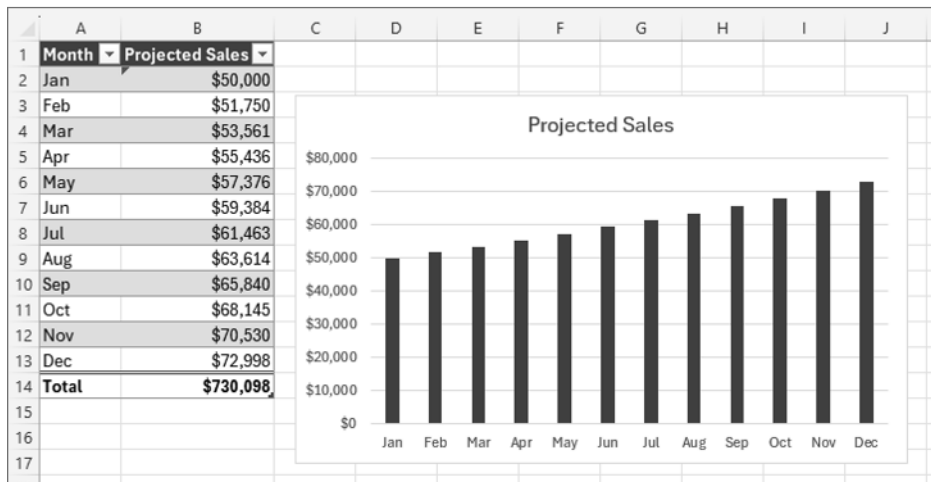 A B C D E F G H I J
1 Month Projected Sales
2 Jan $50,000
3 Feb $51,750
4 Mar $53,561
5 Apr $55,436
6 May $57,376
7 Jun $59,384
8 Jul $61,463
9 Aug $63,614
10 Sep $65,840
11 Oct $68,145
12 Nov $70,530
13 Dec $72,998
14 Total $730,098
15
16
17
Projected Sales
$80,000
$70,000
$60,000
$50,000
$40,000
$30,000
$20,000
$10,000
$0
Jan Feb Mar Apr May Jun Jul Aug Sep Oct Nov Dec